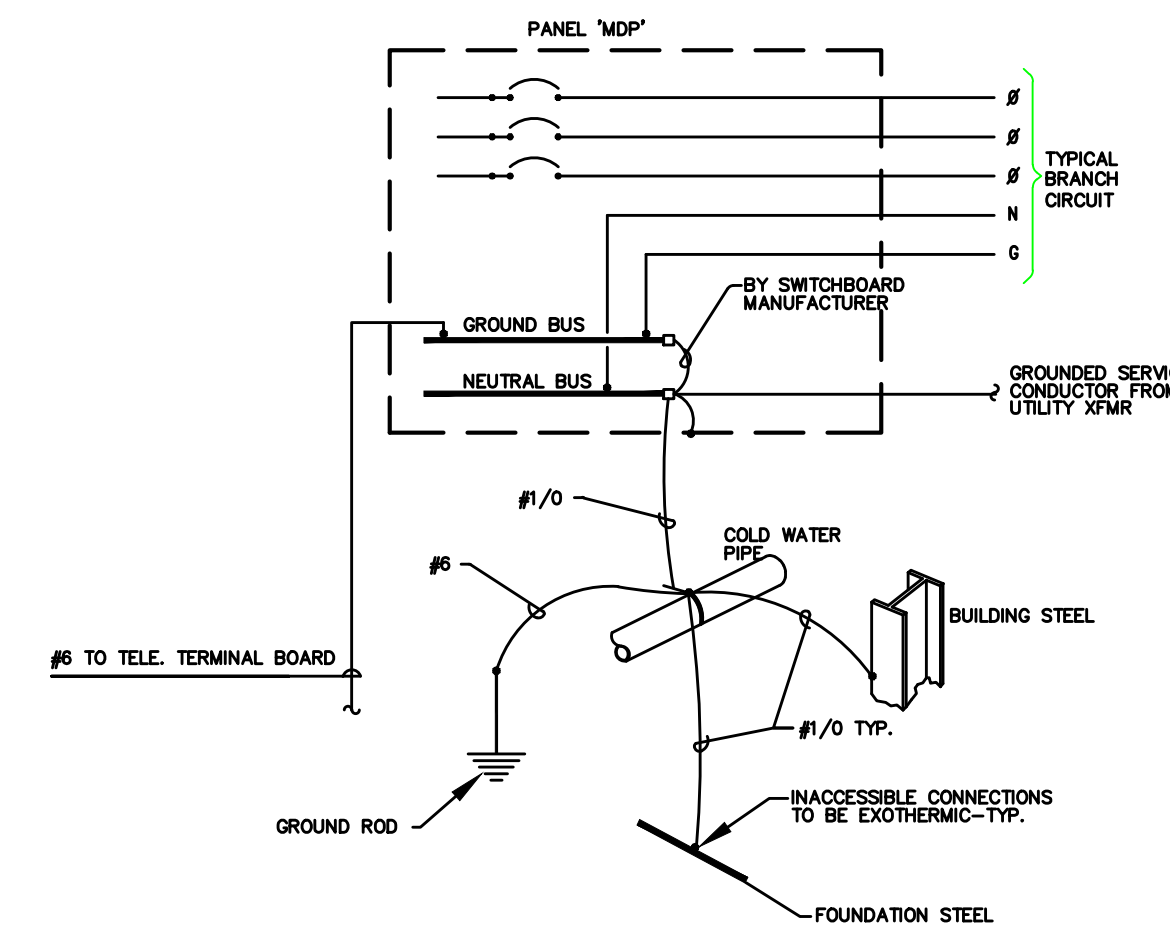 PANEL 'MDP'
Ø
Ø
Ø
N
G
TYPICAL
BRANCH
CIRCUIT
BY SWITCHBOARD
MANUFACTURER
GROUND BUS
NEUTRAL BUS
GROUNDED SERVI
CONDUCTOR FROM
UTILITY XFMR
#1/0
COLD WATER
PIPE
#6
BUILDING STEEL
#6 TO TELE. TERMINAL BOARD
#1/0 TYP.
INACCESSIBLE CONNECTIONS
TO BE EXOTHERMIC-TYP.
GROUND ROD
FOUNDATION STEEL